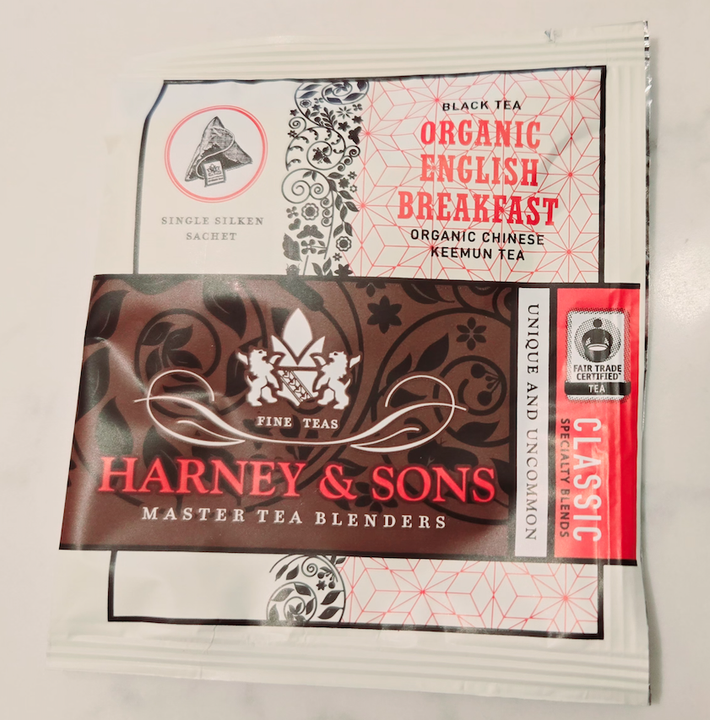 BLACK TEA
ORGANIC
ENGLISH
BREAKFAST
ORGANIC CHINESE
KEEMUN TEA
SINGLE SILKEN
SACHET
FINE TEAS
HARNEY & SONS
MASTER TEA BLENDERS
UNIQUE AND UNCOMMON
FAIR TRADE
CERTIFIED
TEA
CLASSIC
SPECIALTY BLENDS